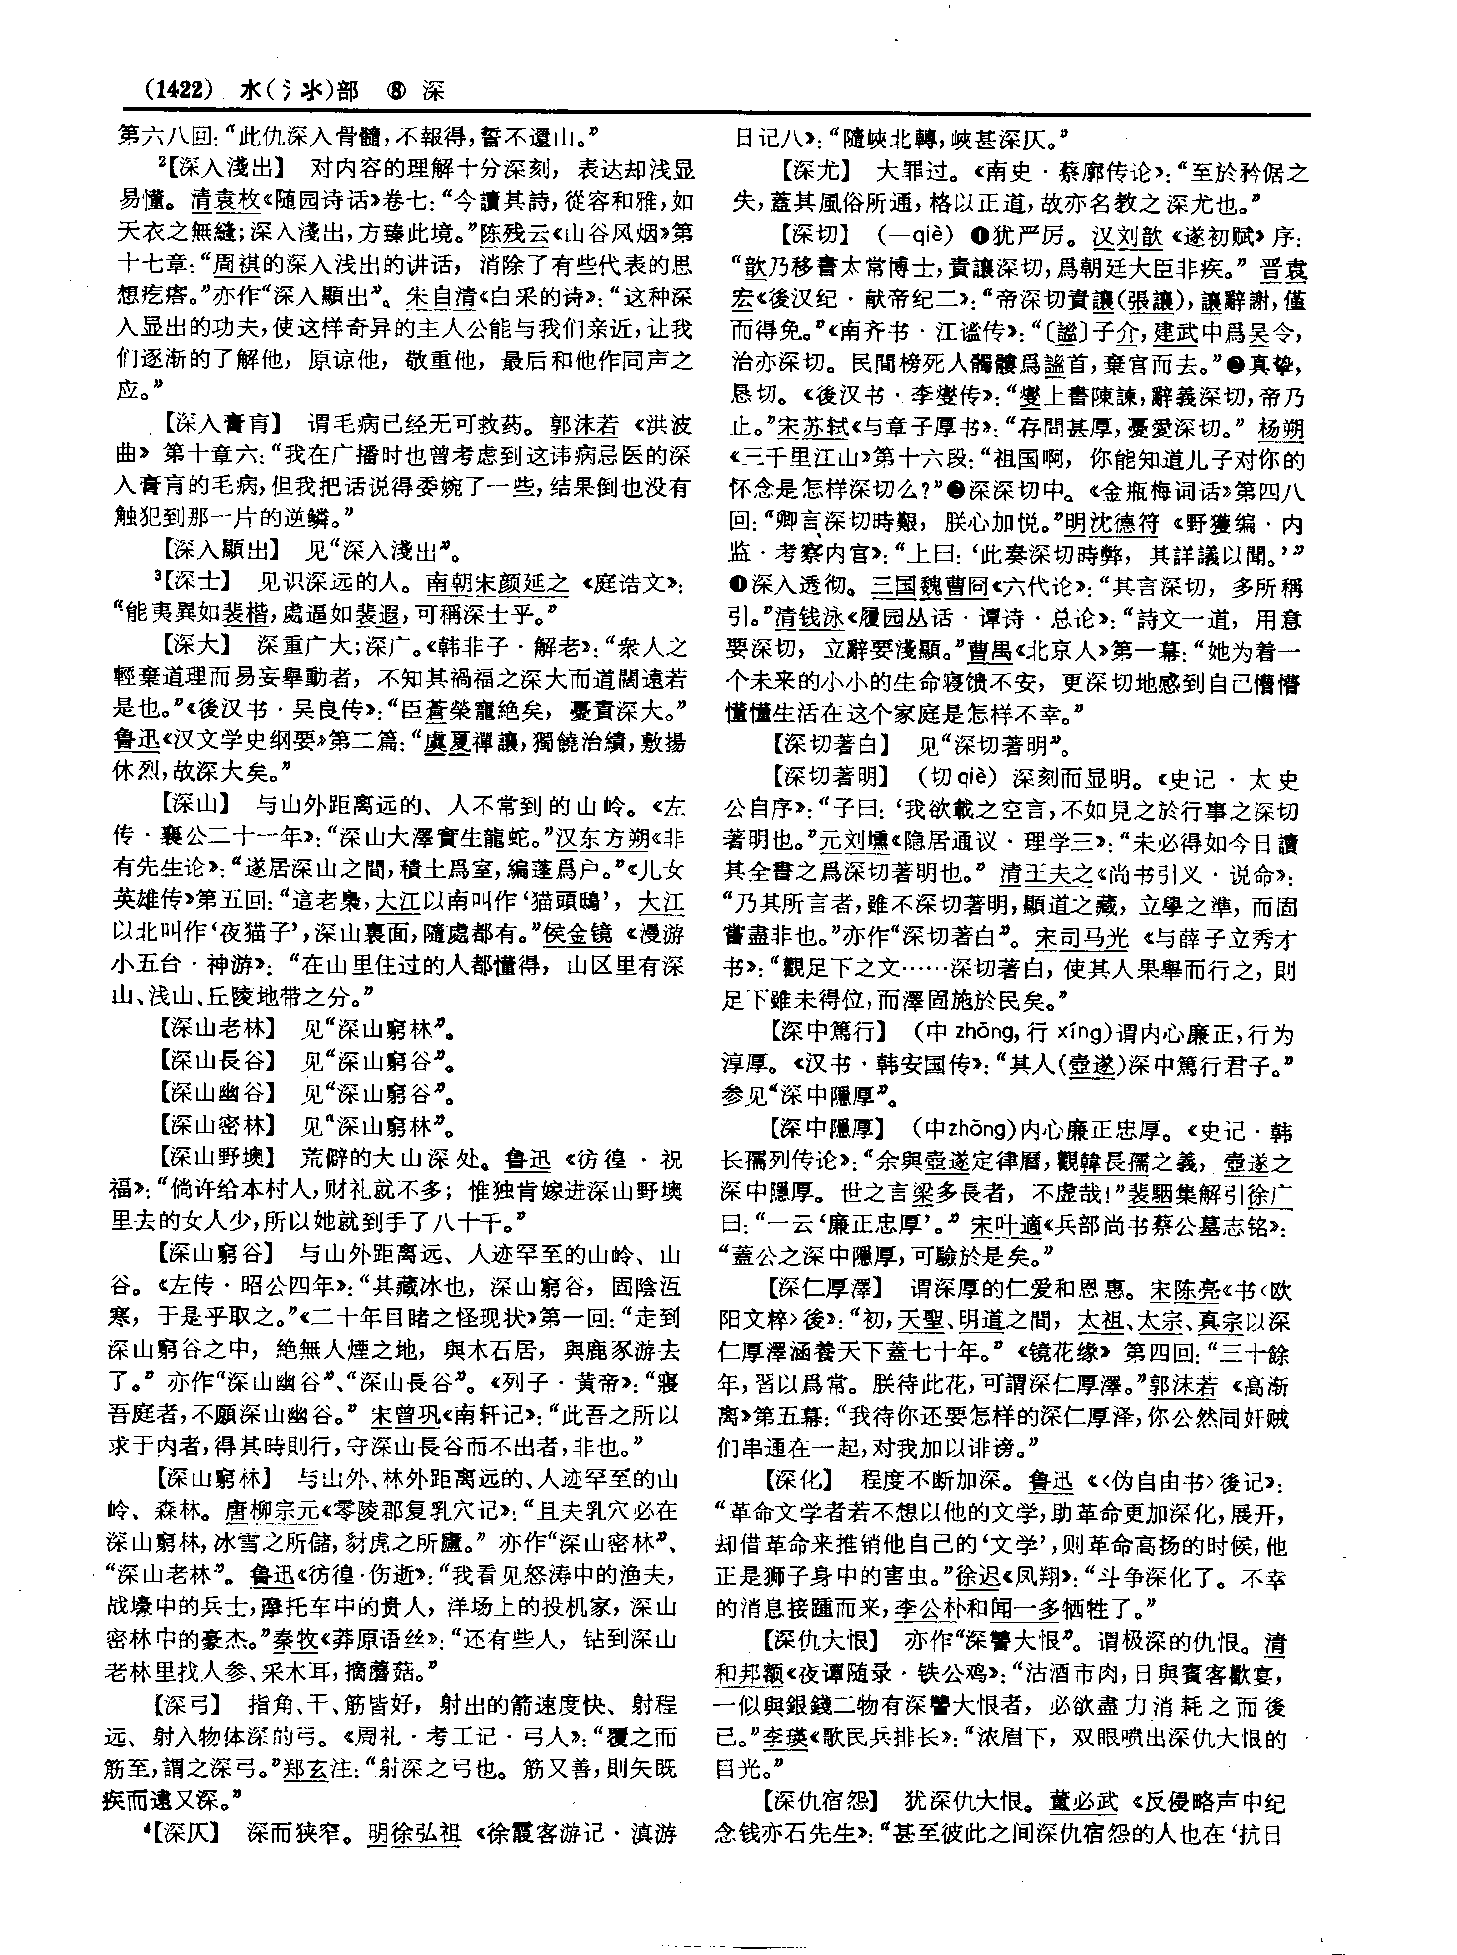 (1422) 水(氵氺)部 ⑧ 深
第六八回：“此仇深入骨髓，不報得，誓不還山。”
²【深入淺出】 对内容的理解十分深刻，表达却浅显
易懂。清袁枚《随园诗话》卷七：“今讀其詩，從容和雅，如
天衣之無縫；深入淺出，方臻此境。”陈残云《山谷风烟》第
十七章：“周祺的深入浅出的讲话，消除了有些代表的思
想疙瘩。”亦作“深入顯出”。朱自清《白采的诗》：“这种深
入显出的功夫，使这样奇异的主人公能与我们亲近，让我
们逐渐的了解他，原谅他，敬重他，最后和他作同声之
应。”
【深入膏肓】 谓毛病已经无可救药。郭沫若《洪波
曲》第十章六：“我在广播时也曾考虑到这讳病忌医的深
入膏肓的毛病，但我把话说得委婉了一些，结果倒也没有
触犯到那一片的逆鳞。”
【深入顯出】 见“深入淺出”。
³【深士】 见识深远的人。南朝宋颜延之《庭诰文》：
“能夷異如裴楷，處逼如裴遐，可稱深士乎。”
【深大】 深重广大；深广。《韩非子·解老》：“衆人之
輕棄道理而易妄舉動者，不知其禍福之深大而道闊遠若
是也。”《後汉书·吴良传》：“臣蒼榮寵絶矣，憂責深大。”
鲁迅《汉文学史纲要》第二篇：“虞夏禪讓，獨饒治績，敷揚
休烈，故深大矣。”
【深山】 与山外距离远的、人不常到的山岭。《左
传·襄公二十一年》：“深山大澤實生龍蛇。”汉东方朔《非
有先生论》：“遂居深山之間，積土爲室，編蓬爲户。”《儿女
英雄传》第五回：“這老梟，大江以南叫作‘猫頭鴟’，大江
以北叫作‘夜猫子’，深山裏面，隨處都有。”侯金镜《漫游
小五台·神游》：“在山里住过的人都懂得，山区里有深
山、浅山、丘陵地带之分。”
【深山老林】 见“深山窮林”。
【深山長谷】 见“深山窮谷”。
【深山幽谷】 见“深山窮谷”。
【深山密林】 见“深山窮林”。
【深山野墺】 荒僻的大山深处。鲁迅《彷徨·祝
福》：“倘许给本村人，财礼就不多；惟独肯嫁进深山野墺
里去的女人少，所以她就到手了八十千。”
【深山窮谷】 与山外距离远、人迹罕至的山岭、山
谷。《左传·昭公四年》：“其藏冰也，深山窮谷，固陰沍
寒，于是乎取之。”《二十年目睹之怪现状》第一回：“走到
深山窮谷之中，絶無人煙之地，與木石居，與鹿豕游去
了。”亦作“深山幽谷”、“深山長谷”。《列子·黄帝》：“寢
吾庭者，不願深山幽谷。”宋曾巩《南轩记》：“此吾之所以
求于内者，得其時則行，守深山長谷而不出者，非也。”
【深山窮林】 与山外、林外距离远的、人迹罕至的山
岭、森林。唐柳宗元《零陵郡复乳穴记》：“且夫乳穴必在
深山窮林，冰雪之所儲，豺虎之所廬。”亦作“深山密林”、
“深山老林”。鲁迅《彷徨·伤逝》：“我看见怒涛中的渔夫，
战壕中的兵士，摩托车中的贵人，洋场上的投机家，深山
密林中的豪杰。”秦牧《莽原语丝》：“还有些人，钻到深山
老林里找人参、采木耳，摘蘑菇。”
【深弓】 指角、干、筋皆好，射出的箭速度快、射程
远、射入物体深的弓。《周礼·考工记·弓人》：“覆之而
筋至，謂之深弓。”郑玄注：“射深之弓也。筋又善，則矢既
疾而遠又深。”
⁴【深仄】 深而狭窄。明徐弘祖《徐霞客游记·滇游
日记八》：“隨峽北轉，峽甚深仄。”
【深尤】 大罪过。《南史·蔡廓传论》：“至於矜倨之
失，蓋其風俗所通，格以正道，故亦名教之深尤也。”
【深切】 （—qiè）❶犹严厉。汉刘歆《遂初赋》序：
“歆乃移書太常博士，責讓深切，爲朝廷大臣非疾。”晋袁
宏《後汉纪·献帝纪二》：“帝深切責讓(張讓)，讓辭謝，僅
而得免。”《南齐书·江谧传》：“〔謐〕子介，建武中爲吴令，
治亦深切。民間榜死人髑髏爲謐首，棄官而去。”❷真挚，
恳切。《後汉书·李燮传》：“燮上書陳諫，辭義深切，帝乃
止。”宋苏轼《与章子厚书》：“存問甚厚，憂愛深切。”杨朔
《三千里江山》第十六段：“祖国啊，你能知道儿子对你的
怀念是怎样深切么？”❸深深切中。《金瓶梅词话》第四八
回：“卿言深切時艱，朕心加悦。”明沈德符《野獲编·内
监·考察内官》：“上曰：‘此奏深切時弊，其詳議以聞。’”
❹深入透彻。三国魏曹冏《六代论》：“其言深切，多所稱
引。”清钱泳《履园丛话·谭诗·总论》：“詩文一道，用意
要深切，立辭要淺顯。”曹禺《北京人》第一幕：“她为着一
个未来的小小的生命寝馈不安，更深切地感到自己懵懵
懂懂生活在这个家庭是怎样不幸。”
【深切著白】 见“深切著明”。
【深切著明】 （切qiè）深刻而显明。《史记·太史
公自序》：“子曰：‘我欲載之空言，不如見之於行事之深切
著明也。”元刘壎《隐居通议·理学三》：“未必得如今日讀
其全書之爲深切著明也。”清王夫之《尚书引义·说命》：
“乃其所言者，雖不深切著明，顯道之藏，立學之準，而固
嘗盡非也。”亦作“深切著白”。宋司马光《与薛子立秀才
书》：“觀足下之文……深切著白，使其人果舉而行之，則
足下雖未得位，而澤固施於民矣。”
【深中篤行】 （中zhōng，行xíng）谓内心廉正，行为
淳厚。《汉书·韩安国传》：“其人(壺遂)深中篤行君子。”
参见“深中隱厚”。
【深中隱厚】 （中zhōng）内心廉正忠厚。《史记·韩
长孺列传论》：“余與壺遂定律曆，觀韓長孺之義，壺遂之
深中隱厚。世之言梁多長者，不虚哉！”裴駰集解引徐广
曰：“一云‘廉正忠厚’。”宋叶適《兵部尚书蔡公墓志铭》：
“蓋公之深中隱厚，可驗於是矣。”
【深仁厚澤】 谓深厚的仁爱和恩惠。宋陈亮《书〈欧
阳文粹〉後》：“初，天聖、明道之間，太祖、太宗、真宗以深
仁厚澤涵養天下蓋七十年。”《镜花缘》第四回：“三十餘
年，習以爲常。朕待此花，可謂深仁厚澤。”郭沫若《高渐
离》第五幕：“我待你还要怎样的深仁厚泽，你公然同奸贼
们串通在一起，对我加以诽谤。”
【深化】 程度不断加深。鲁迅《〈伪自由书〉後记》：
“革命文学者若不想以他的文学，助革命更加深化，展开，
却借革命来推销他自己的‘文学’，则革命高扬的时候，他
正是狮子身中的害虫。”徐迟《凤翔》：“斗争深化了。不幸
的消息接踵而来，李公朴和闻一多牺牲了。”
【深仇大恨】 亦作“深讐大恨”。谓极深的仇恨。清
和邦额《夜谭随录·铁公鸡》：“沽酒市肉，日與賓客歡宴，
一似與銀錢二物有深讐大恨者，必欲盡力消耗之而後
已。”李瑛《歌民兵排长》：“浓眉下，双眼喷出深仇大恨的
目光。”
【深仇宿怨】 犹深仇大恨。董必武《反侵略声中纪
念钱亦石先生》：“甚至彼此之间深仇宿怨的人也在‘抗日